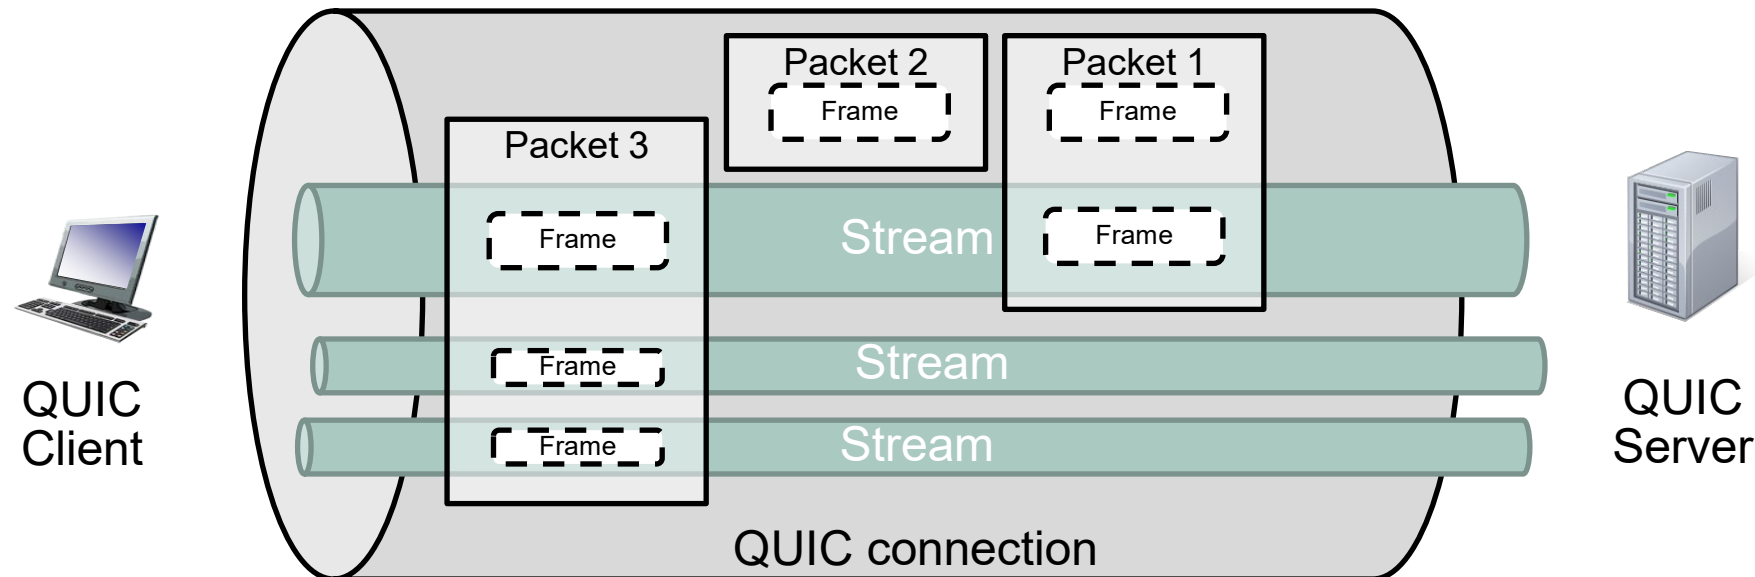 Packet 2
Packet 1
Frame
Frame
Packet 3
Frame
Stream
Frame
Frame
Stream
Frame
Stream
QUIC
Client
QUIC
Server
QUIC connection